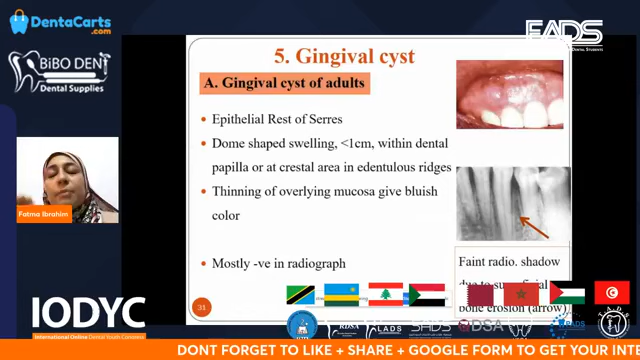 DentaCarts
.com
BiBO DENT
Dental Supplies
EADS
5. Gingival cyst
A. Gingival cyst of adults
• Epithelial Rest of Serres
• Dome shaped swelling, <1cm, within dental
papilla or at crestal area in edentulous ridges
• Thinning of overlying mucosa give bluish
color
• Mostly -ve in radiograph
Faint radio. shadow
bone erosion (arrow)
31
Fatma Ibrahim
IODYC
International Online Dental Youth Congress
DONT FORGET TO LIKE + SHARE + GOOGLE FORM TO GET YOUR INT